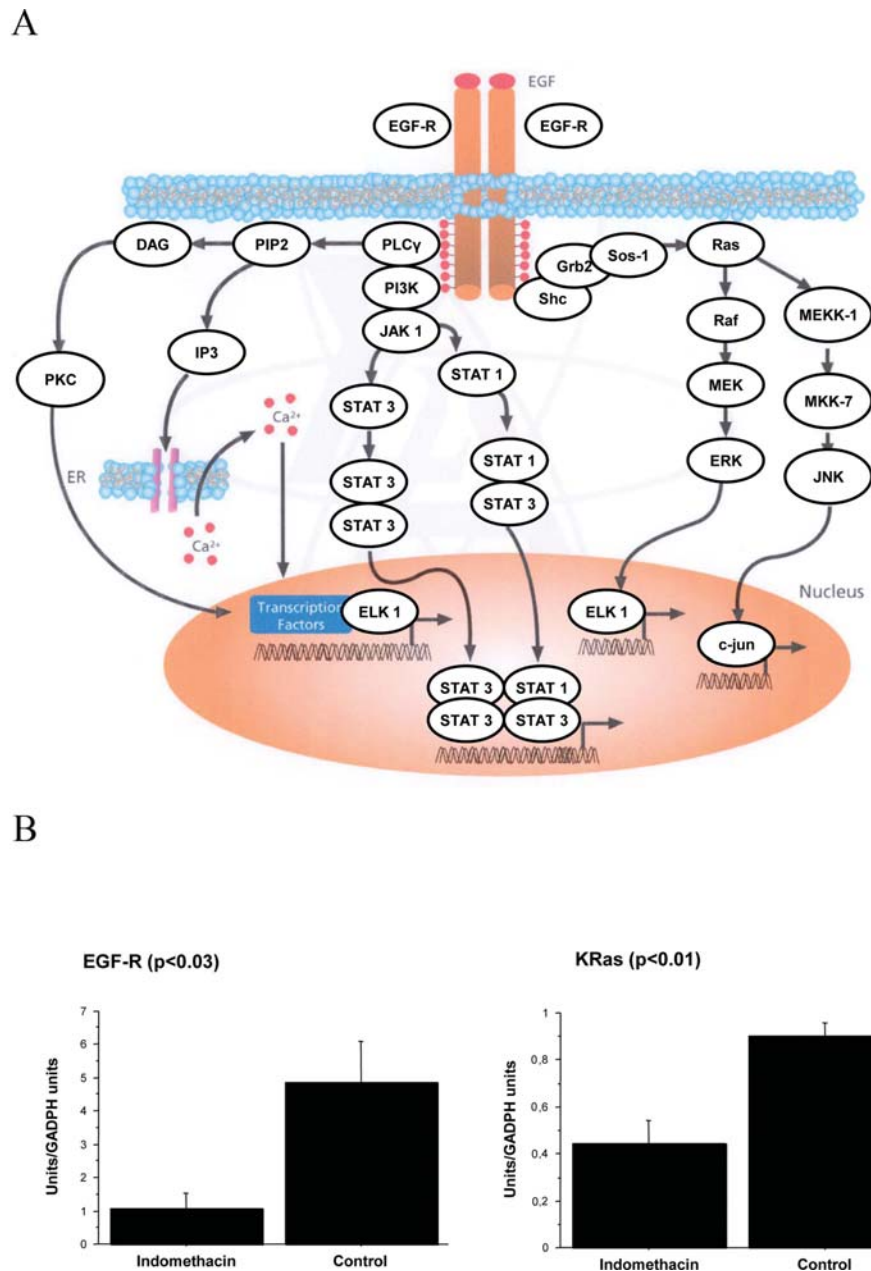 A
EGF
EGF-R
EGF-R
DAG
PIP2
PLCγ
Grb2
Sos-1
Ras
PI3K
Shc
MEKK-1
JAK 1
Raf
IP3
PKC
STAT 1
MEK
Ca2+
STAT 3
MKK-7
ER
STAT 1
ERK
STAT 3
STAT 3
JNK
STAT 3
Ca2+
Nucleus
Transcription
Factors
ELK 1
ELK 1
c-jun
STAT 3
STAT 1
STAT 3
STAT 3
B
EGF-R (p<0.03)
Units/GADPH units
7
6
5
4
3
2
1
0
Indomethacin
Control
KRas (p<0.01)
Units/GADPH units
1
0,8
0,6
0,4
0,2
0
Indomethacin
Control